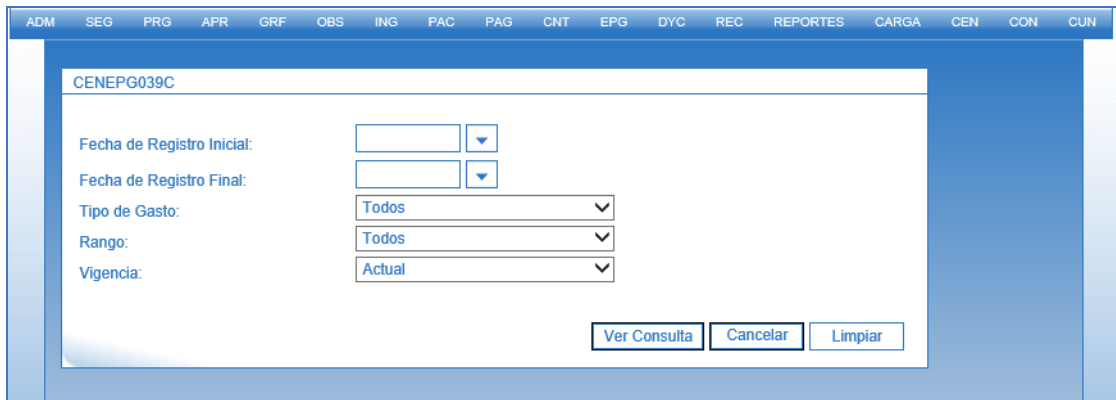 ADM SEG PRG APR GRF OBS ING PAC PAG CNT EPG DYC REC REPORTES CARGA CEN CON CUN
CENEPG039C
Fecha de Registro Inicial:
Fecha de Registro Final:
Tipo de Gasto: Todos
Rango: Todos
Vigencia: Actual
Ver Consulta Cancelar Limpiar